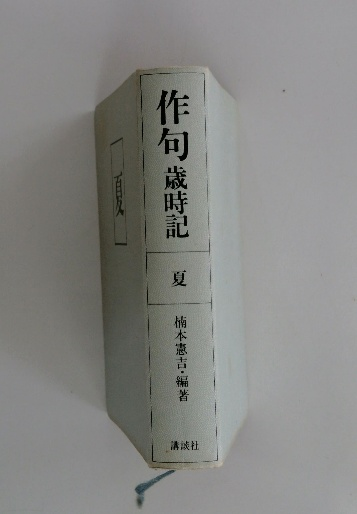 作句歳時記
夏
楠本憲吉・編著
講談社
夏